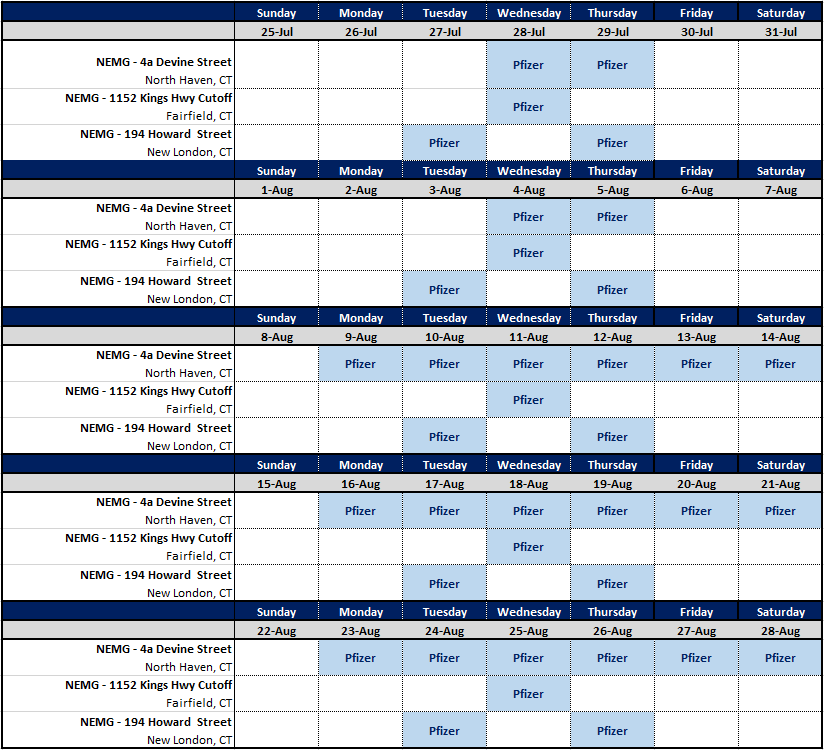 Sunday Monday Tuesday Wednesday Thursday Friday Saturday
25-Jul 26-Jul 27-Jul 28-Jul 29-Jul 30-Jul 31-Jul
NEMG - 4a Devine Street
North Haven, CT
Pfizer Pfizer
NEMG - 1152 Kings Hwy Cutoff
Fairfield, CT
Pfizer
NEMG - 194 Howard  Street
New London, CT
Pfizer Pfizer
Sunday Monday Tuesday Wednesday Thursday Friday Saturday
1-Aug 2-Aug 3-Aug 4-Aug 5-Aug 6-Aug 7-Aug
NEMG - 4a Devine Street
North Haven, CT
Pfizer Pfizer
NEMG - 1152 Kings Hwy Cutoff
Fairfield, CT
Pfizer
NEMG - 194 Howard  Street
New London, CT
Pfizer Pfizer
Sunday Monday Tuesday Wednesday Thursday Friday Saturday
8-Aug 9-Aug 10-Aug 11-Aug 12-Aug 13-Aug 14-Aug
NEMG - 4a Devine Street
North Haven, CT
Pfizer Pfizer Pfizer Pfizer Pfizer Pfizer
NEMG - 1152 Kings Hwy Cutoff
Fairfield, CT
Pfizer
NEMG - 194 Howard  Street
New London, CT
Pfizer Pfizer
Sunday Monday Tuesday Wednesday Thursday Friday Saturday
15-Aug 16-Aug 17-Aug 18-Aug 19-Aug 20-Aug 21-Aug
NEMG - 4a Devine Street
North Haven, CT
Pfizer Pfizer Pfizer Pfizer Pfizer Pfizer
NEMG - 1152 Kings Hwy Cutoff
Fairfield, CT
Pfizer
NEMG - 194 Howard  Street
New London, CT
Pfizer Pfizer
Sunday Monday Tuesday Wednesday Thursday Friday Saturday
22-Aug 23-Aug 24-Aug 25-Aug 26-Aug 27-Aug 28-Aug
NEMG - 4a Devine Street
North Haven, CT
Pfizer Pfizer Pfizer Pfizer Pfizer Pfizer
NEMG - 1152 Kings Hwy Cutoff
Fairfield, CT
Pfizer
NEMG - 194 Howard  Street
New London, CT
Pfizer Pfizer